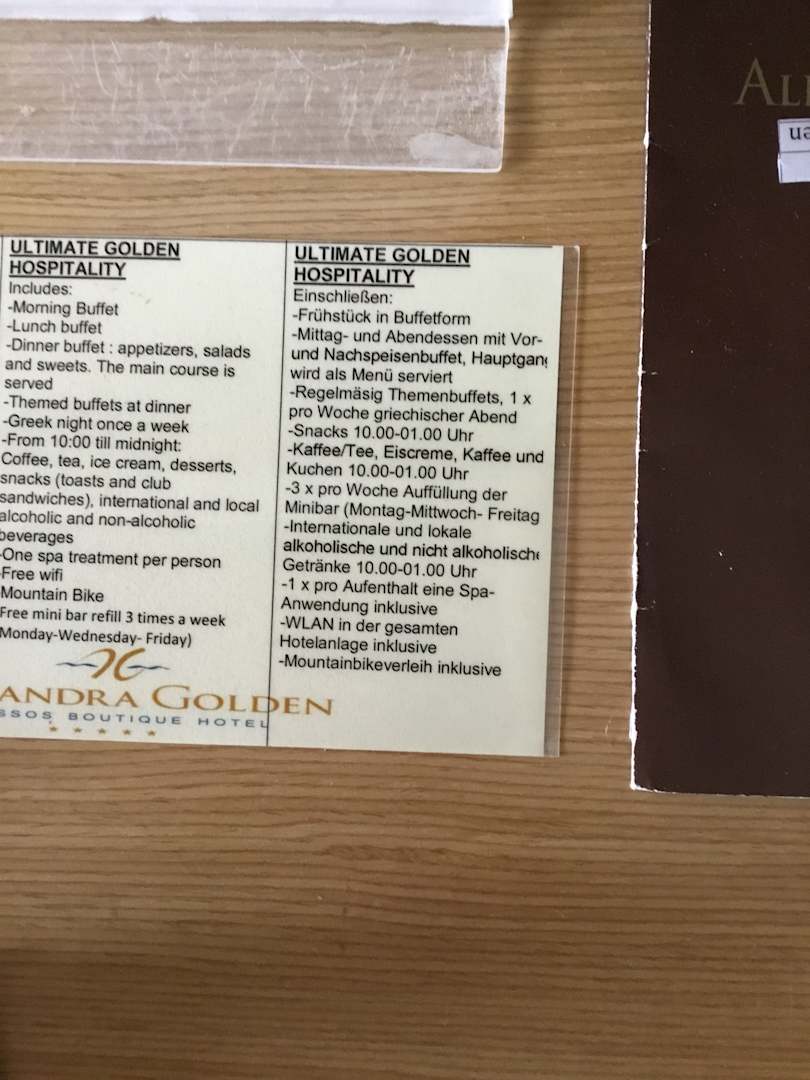 ALE
ULTIMATE GOLDEN
HOSPITALITY
Includes:
-Morning Buffet
-Lunch buffet
-Dinner buffet : appetizers, salads
and sweets. The main course is
served
-Themed buffets at dinner
-Greek night once a week
-From 10:00 till midnight:
Coffee, tea, ice cream, desserts,
snacks (toasts and club
sandwiches), international and local
alcoholic and non-alcoholic
beverages
-One spa treatment per person
-Free wifi
Mountain Bike
Free mini bar refill 3 times a week
Monday-Wednesday- Friday)
ANDRA GOLDEN
SSOS BOUTIQUE HOTEL
ULTIMATE GOLDEN
HOSPITALITY
Einschließen:
-Frühstück in Buffetform
-Mittag- und Abendessen mit Vor-
und Nachspeisenbuffet, Hauptgang
wird als Menü serviert
-Regelmäsig Themenbuffets, 1 x
pro Woche griechischer Abend
-Snacks 10.00-01.00 Uhr
-Kaffee/Tee, Eiscreme, Kaffee und
Kuchen 10.00-01.00 Uhr
-3 x pro Woche Auffüllung der
Minibar (Montag-Mittwoch- Freitag
-Internationale und lokale
alkoholische und nicht alkoholische
Getränke 10.00-01.00 Uhr
-1 x pro Aufenthalt eine Spa-
Anwendung inklusive
-WLAN in der gesamten
Hotelanlage inklusive
-Mountainbikeverleih inklusive